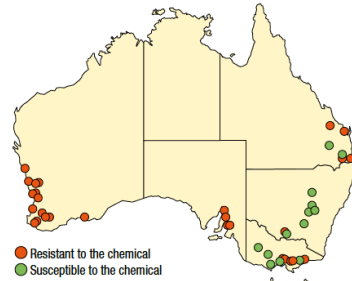 Resistant to the chemical
Susceptible to the chemical